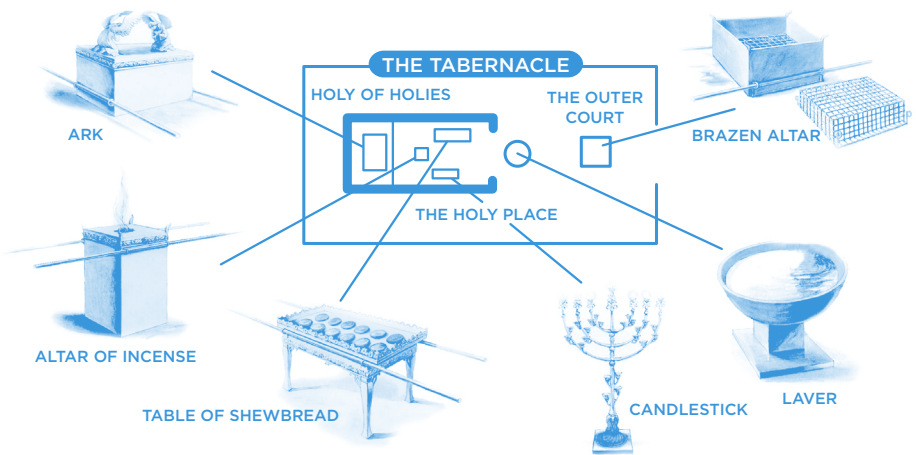 THE TABERNACLE
HOLY OF HOLIES
THE OUTER
COURT
ARK
BRAZEN ALTAR
THE HOLY PLACE
ALTAR OF INCENSE
TABLE OF SHEWBREAD
CANDLESTICK
LAVER